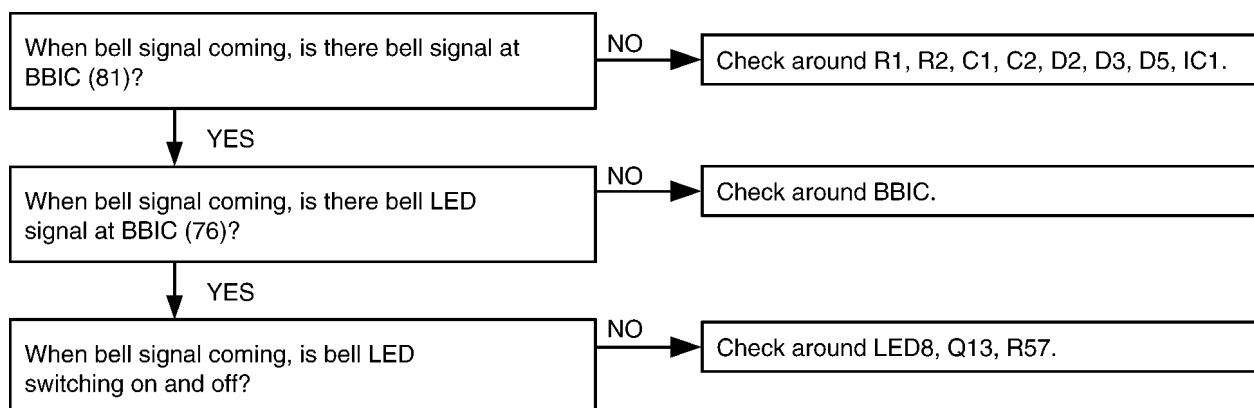 When bell signal coming, is there bell signal at
BBIC (81)?
NO
Check around R1, R2, C1, C2, D2, D3, D5, IC1.
YES
When bell signal coming, is there bell LED
signal at BBIC (76)?
NO
Check around BBIC.
YES
When bell signal coming, is bell LED
switching on and off?
NO
Check around LED8, Q13, R57.